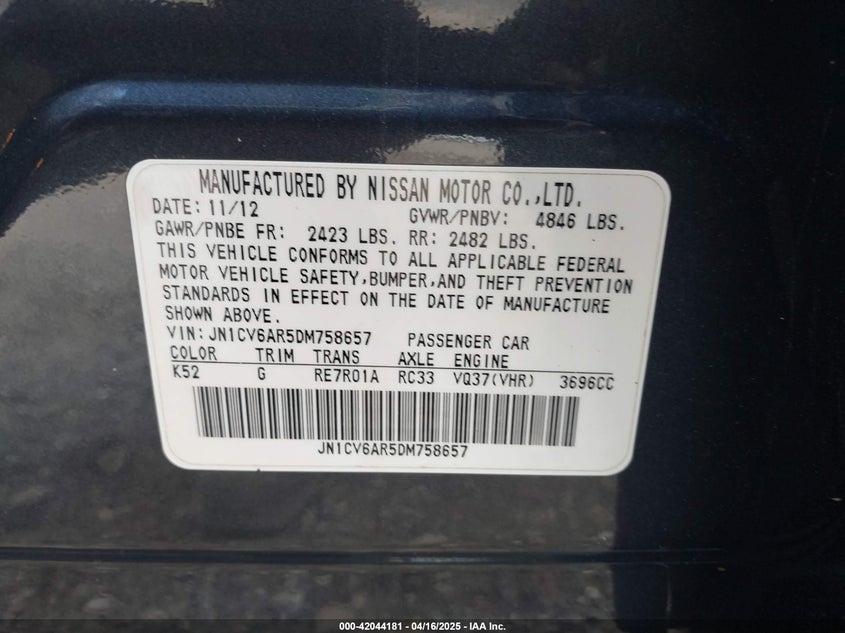 MANUFACTURED BY NISSAN MOTOR CO.,LTD.
DATE: 11/12 GVWR/PNBV: 4846 LBS.
GAWR/PNBE FR: 2423 LBS. RR: 2482 LBS.
THIS VEHICLE CONFORMS TO ALL APPLICABLE FEDERAL
MOTOR VEHICLE SAFETY,BUMPER,AND THEFT PREVENTION
STANDARDS IN EFFECT ON THE DATE OF MANUFACTURE
SHOWN ABOVE.
VIN:JN1CV6AR5DM758657 PASSENGER CAR
COLOR TRIM TRANS AXLE ENGINE
K52 G RE7R01A RC33 VQ37(VHR) 3696CC
JN1CV6AR5DM758657
000-42044181 - 04/16/2025 - IAA Inc.